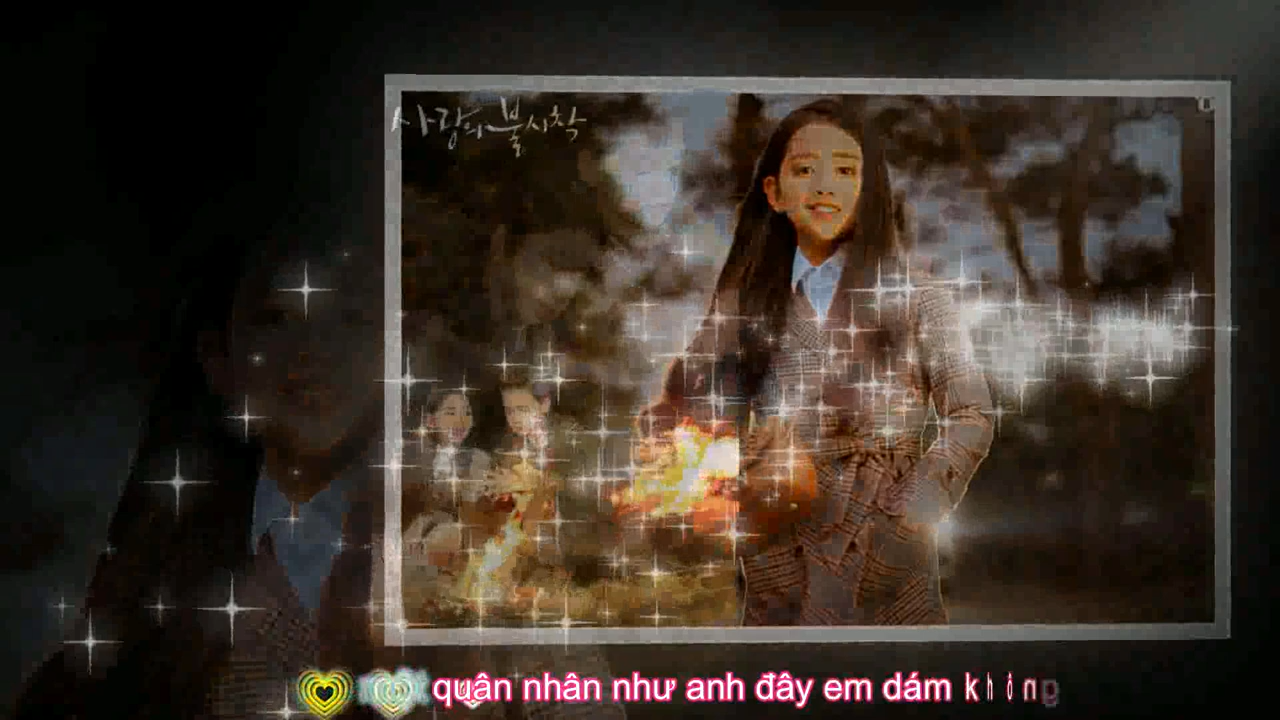 사랑의 불시착
quân nhân như anh đây em dám không